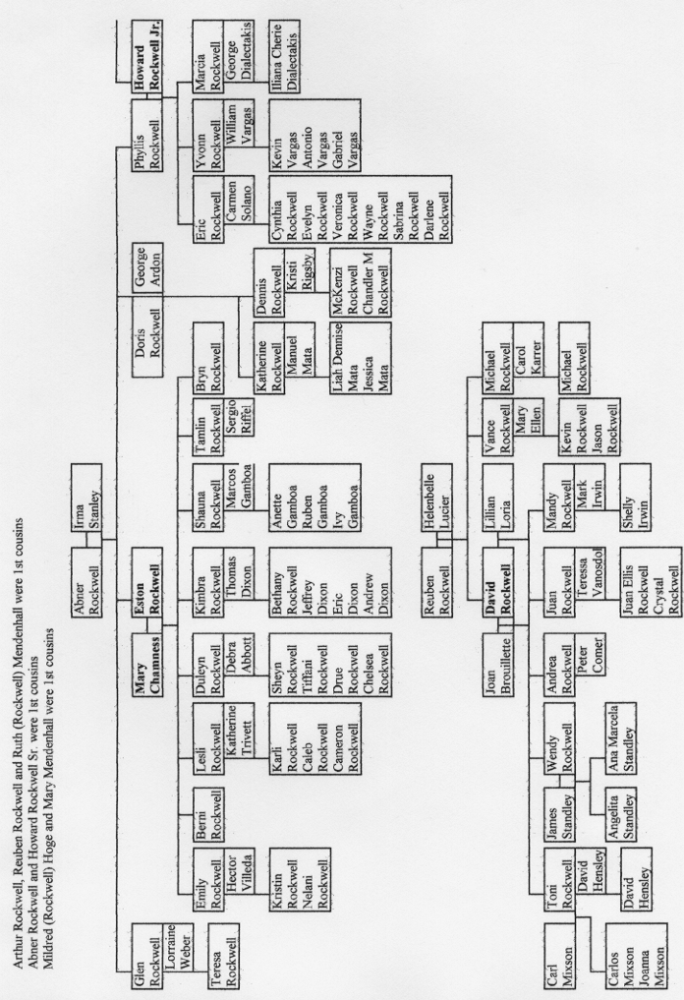 Arthur Rockwell, Reuben Rockwell and Ruth (Rockwell) Mendenhall were 1st cousins
Abner Rockwell and Howard Rockwell Sr. were 1st cousins
Mildred (Rockwell) Hoge and Mary Mendenhall were 1st cousins
Abner
Rockwell
Irma
Stanley
Glen
Rockwell
Lorraine
Weber
Teresa
Rockwell
Mary
Chamness
Eston
Rockwell
Doris
Rockwell
George
Ardon
Phyllis
Rockwell
Howard
Rockwell Jr.
Emily
Rockwell
Hector
Villeda
Kristin
Rockwell
Nelani
Rockwell
Berni
Rockwell
Lesli
Rockwell
Katherine
Trivett
Karli
Rockwell
Caleb
Rockwell
Cameron
Rockwell
Duleyn
Rockwell
Debra
Abbott
Sheyn
Rockwell
Tiffini
Rockwell
Drue
Rockwell
Chelsea
Rockwell
Kimbra
Rockwell
Thomas
Dixon
Bethany
Rockwell
Jeffrey
Dixon
Eric
Dixon
Andrew
Dixon
Shauna
Rockwell
Marcos
Gamboa
Anette
Gamboa
Ruben
Gamboa
Ivy
Gamboa
Tamlin
Rockwell
Sergio
Riffel
Bryn
Rockwell
Katherine
Rockwell
Manuel
Mata
Liah Dennise
Mata
Jessica
Mata
Dennis
Rockwell
Kristi
Rigsby
McKenzi
Rockwell
Chandler M
Rockwell
Eric
Rockwell
Carmen
Solano
Cynthia
Rockwell
Evelyn
Rockwell
Veronica
Rockwell
Wayne
Rockwell
Sabrina
Rockwell
Darlene
Rockwell
Yvonn
Rockwell
William
Vargas
Kevin
Vargas
Antonio
Vargas
Gabriel
Vargas
Marcia
Rockwell
George
Dialectakis
Iliana Cherie
Dialectakis
Reuben
Rockwell
Helenbelle
Lucier
Joan
Brouillette
David
Rockwell
Lillian
Loria
Vance
Rockwell
Mary
Ellen
Kevin
Rockwell
Jason
Rockwell
Michael
Rockwell
Carol
Karrer
Michael
Rockwell
Carl
Mixson
Carlos
Mixson
Joanna
Mixson
Toni
Rockwell
David
Hensley
David
Hensley
James
Standley
Wendy
Rockwell
Angelita
Standley
Ana Marcela
Standley
Andrea
Rockwell
Peter
Comer
Juan
Rockwell
Teressa
Vanosdol
Juan Ellis
Rockwell
Crystal
Rockwell
Mandy
Rockwell
Mark
Irwin
Shelly
Irwin